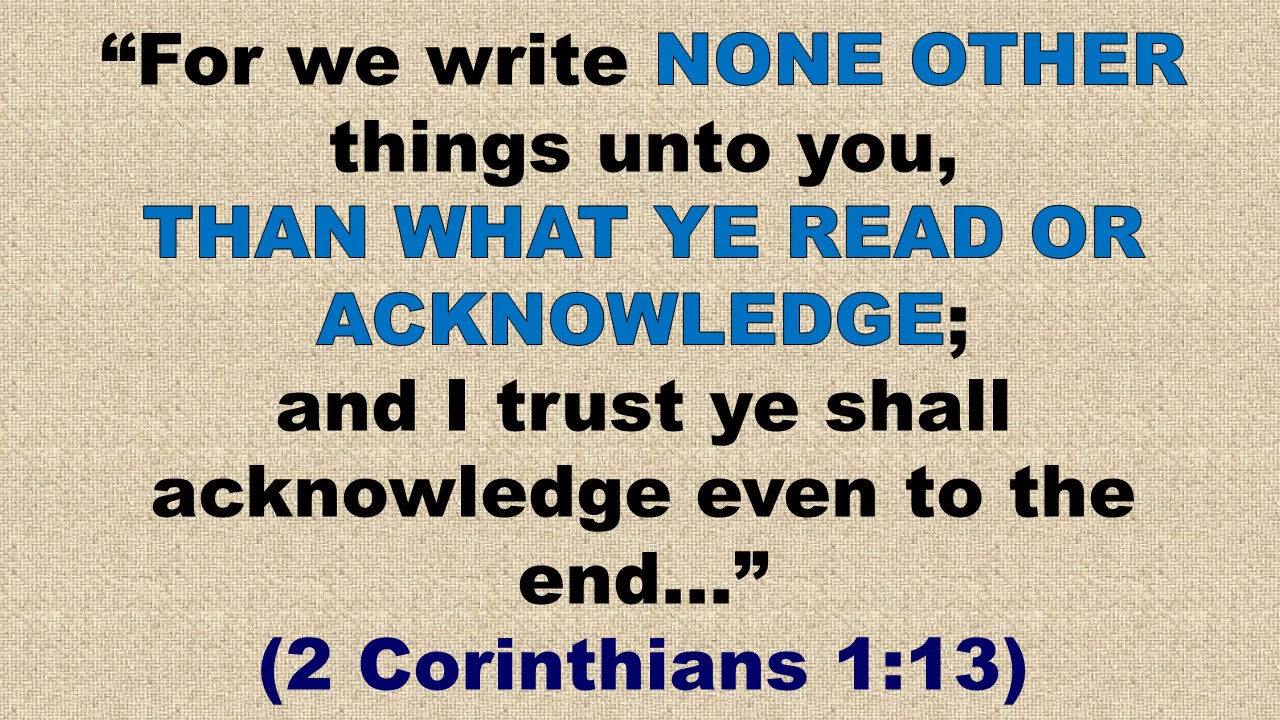 “For we write NONE OTHER
things unto you,
THAN WHAT YE READ OR
ACKNOWLEDGE;
and I trust ye shall
acknowledge even to the
end...”
(2 Corinthians 1:13)